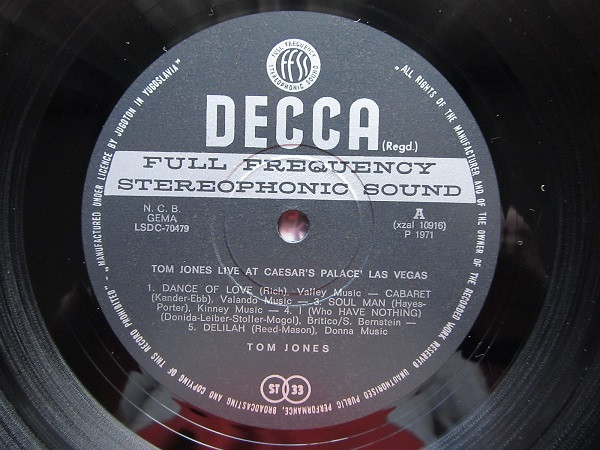 FULL FREQUENCY
ffss
STEREOPHONIC SOUND
DECCA (Regd.)
FULL FREQUENCY
STEREOPHONIC SOUND
N. C. B.
GEMA
LSDC-70479
A
(xzal 10916)
P 1971
TOM JONES LIVE AT CAESAR'S PALACE' LAS VEGAS
1. DANCE OF LOVE (Rich), Valley Music — CABARET
(Kander-Ebb), Valando Music — 3. SOUL MAN (Hayes-
Porter), Kinney Music — 4. I (Who HAVE NOTHING)
(Donida-Leiber-Stoller-Mogol), Britico/S. Bernstein —
5. DELILAH (Reed-Mason), Donna Music
TOM JONES
ST 33
„MANUFACTURED UNDER LICENCE BY JUGOTON IN YUGOSLAVIA"
„ALL RIGHTS OF THE MANUFACTURER AND OF THE OWNER OF THE RECORDED WORK RESERVED UNAUTHORISED PUBLIC PERFORMANCE, BROADCASTING AND COPYING OF THIS RECORD PROHIBITED"